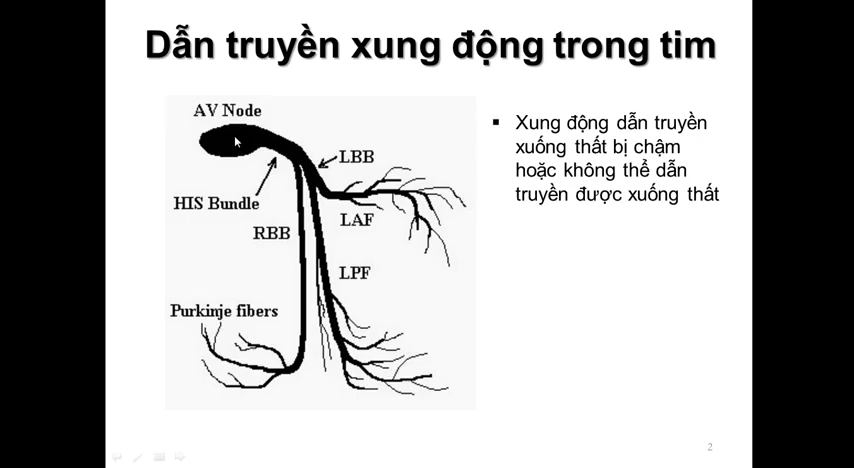 Dẫn truyền xung động trong tim
AV Node
LBB
HIS Bundle
LAF
RBB
LPF
Purkinje fibers
▪ Xung động dẫn truyền
xuống thất bị chậm
hoặc không thể dẫn
truyền được xuống thất
2